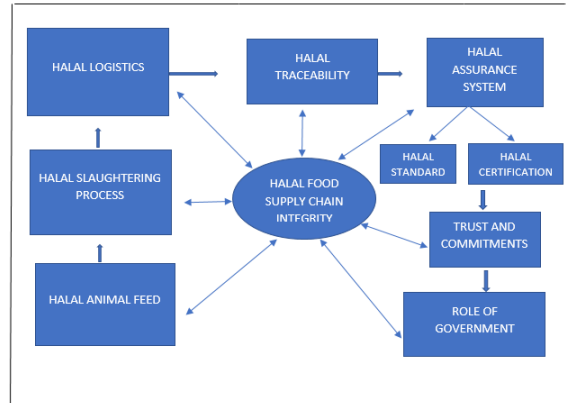 HALAL LOGISTICS
HALAL
TRACEABILITY
HALAL
ASSURANCE
SYSTEM
HALAL SLAUGHTERING
PROCESS
HALAL FOOD
SUPPLY CHAIN
INTEGRITY
HALAL
STANDARD
HALAL
CERTIFICATION
TRUST AND
COMMITMENTS
HALAL ANIMAL FEED
ROLE OF
GOVERNMENT